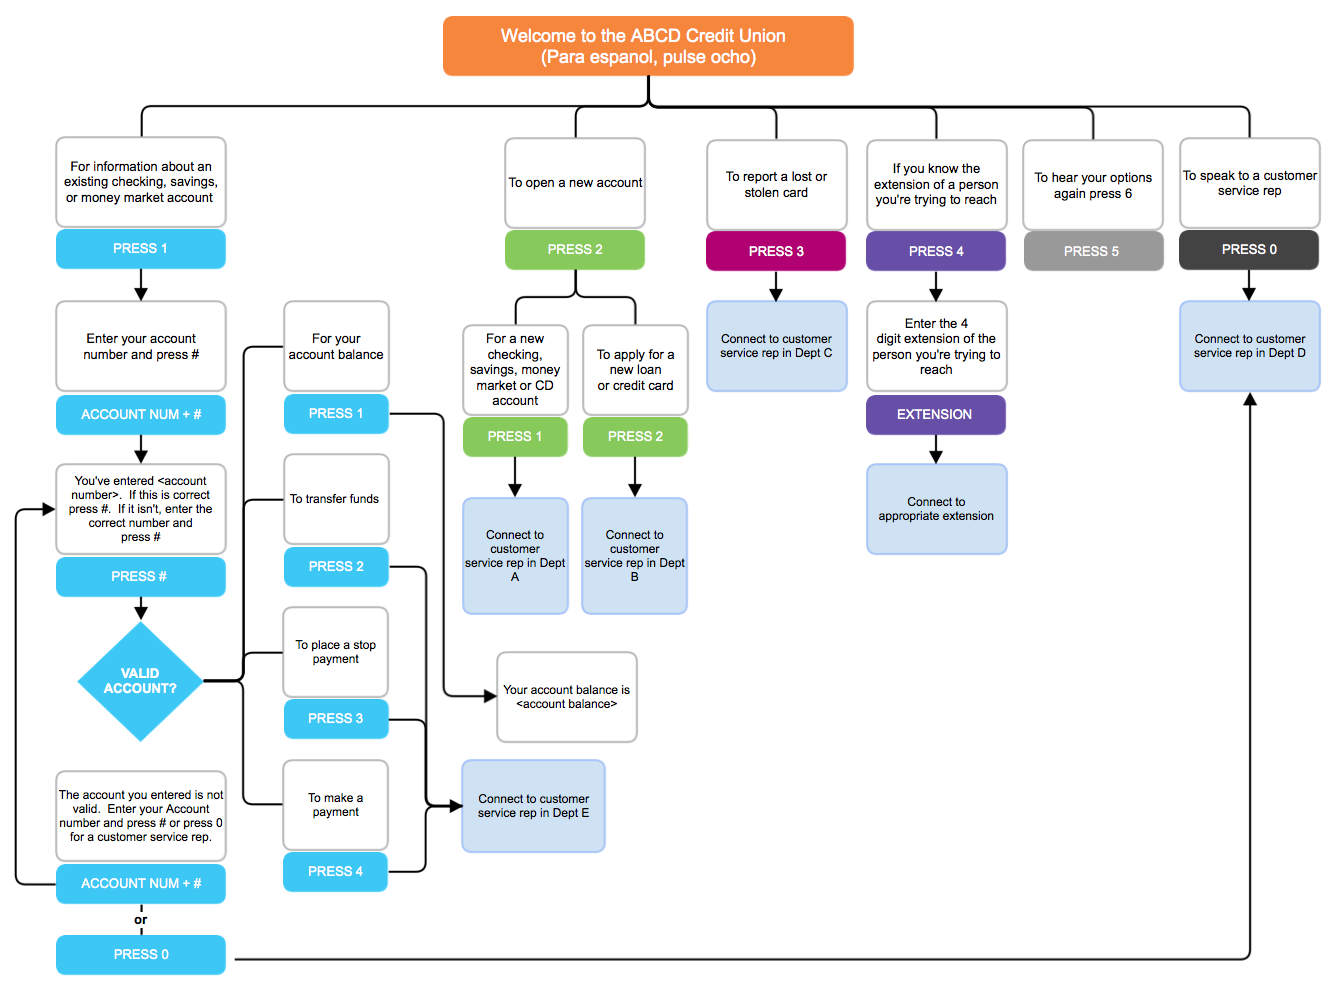 Welcome to the ABCD Credit Union
(Para espanol, pulse ocho)
For information about an
existing checking, savings,
or money market account
PRESS 1
Enter your account
number and press #
ACCOUNT NUM + #
You've entered <account
number>.  If this is correct
press #.  If it isn't, enter the
correct number and
press #
PRESS #
VALID
ACCOUNT?
The account you entered is not
valid.  Enter your Account
number and press # or press 0
for a customer service rep.
ACCOUNT NUM + #
or
PRESS 0
For your
account balance
PRESS 1
To transfer funds
PRESS 2
To place a stop
payment
PRESS 3
To make a
payment
PRESS 4
Your account balance is
<account balance>
Connect to customer
service rep in Dept E
To open a new account
PRESS 2
For a new
checking,
savings, money
market or CD
account
PRESS 1
Connect to
customer
service rep in Dept
A
To apply for a
new loan
or credit card
PRESS 2
Connect to
customer
service rep in Dept
B
To report a lost or
stolen card
PRESS 3
Connect to customer
service rep in Dept C
If you know the
extension of a person
you're trying to reach
PRESS 4
Enter the 4
digit extension of the
person you're trying to
reach
EXTENSION
Connect to
appropriate extension
To hear your options
again press 6
PRESS 5
To speak to a customer
service rep
PRESS 0
Connect to customer
service rep in Dept D